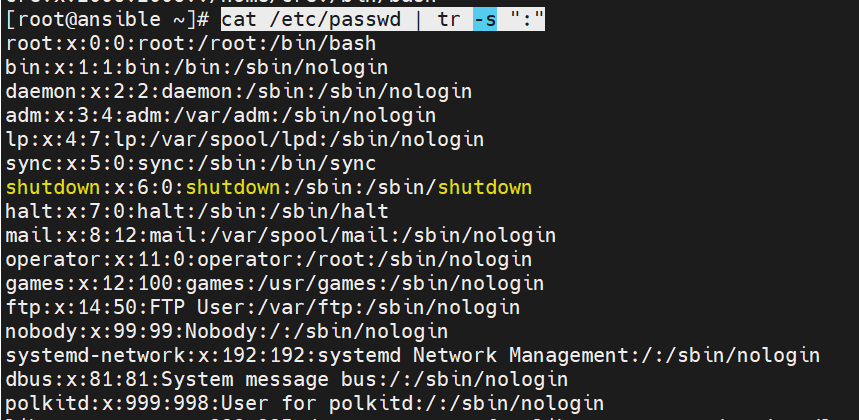 [root@ansible ~]# cat /etc/passwd | tr -s ":"
root:x:0:0:root:/root:/bin/bash
bin:x:1:1:bin:/bin:/sbin/nologin
daemon:x:2:2:daemon:/sbin:/sbin/nologin
adm:x:3:4:adm:/var/adm:/sbin/nologin
lp:x:4:7:lp:/var/spool/lpd:/sbin/nologin
sync:x:5:0:sync:/sbin:/bin/sync
shutdown:x:6:0:shutdown:/sbin:/sbin/shutdown
halt:x:7:0:halt:/sbin:/sbin/halt
mail:x:8:12:mail:/var/spool/mail:/sbin/nologin
operator:x:11:0:operator:/root:/sbin/nologin
games:x:12:100:games:/usr/games:/sbin/nologin
ftp:x:14:50:FTP User:/var/ftp:/sbin/nologin
nobody:x:99:99:Nobody:/:/sbin/nologin
systemd-network:x:192:192:systemd Network Management:/:/sbin/nologin
dbus:x:81:81:System message bus:/:/sbin/nologin
polkitd:x:999:998:User for polkitd:/:/sbin/nologin